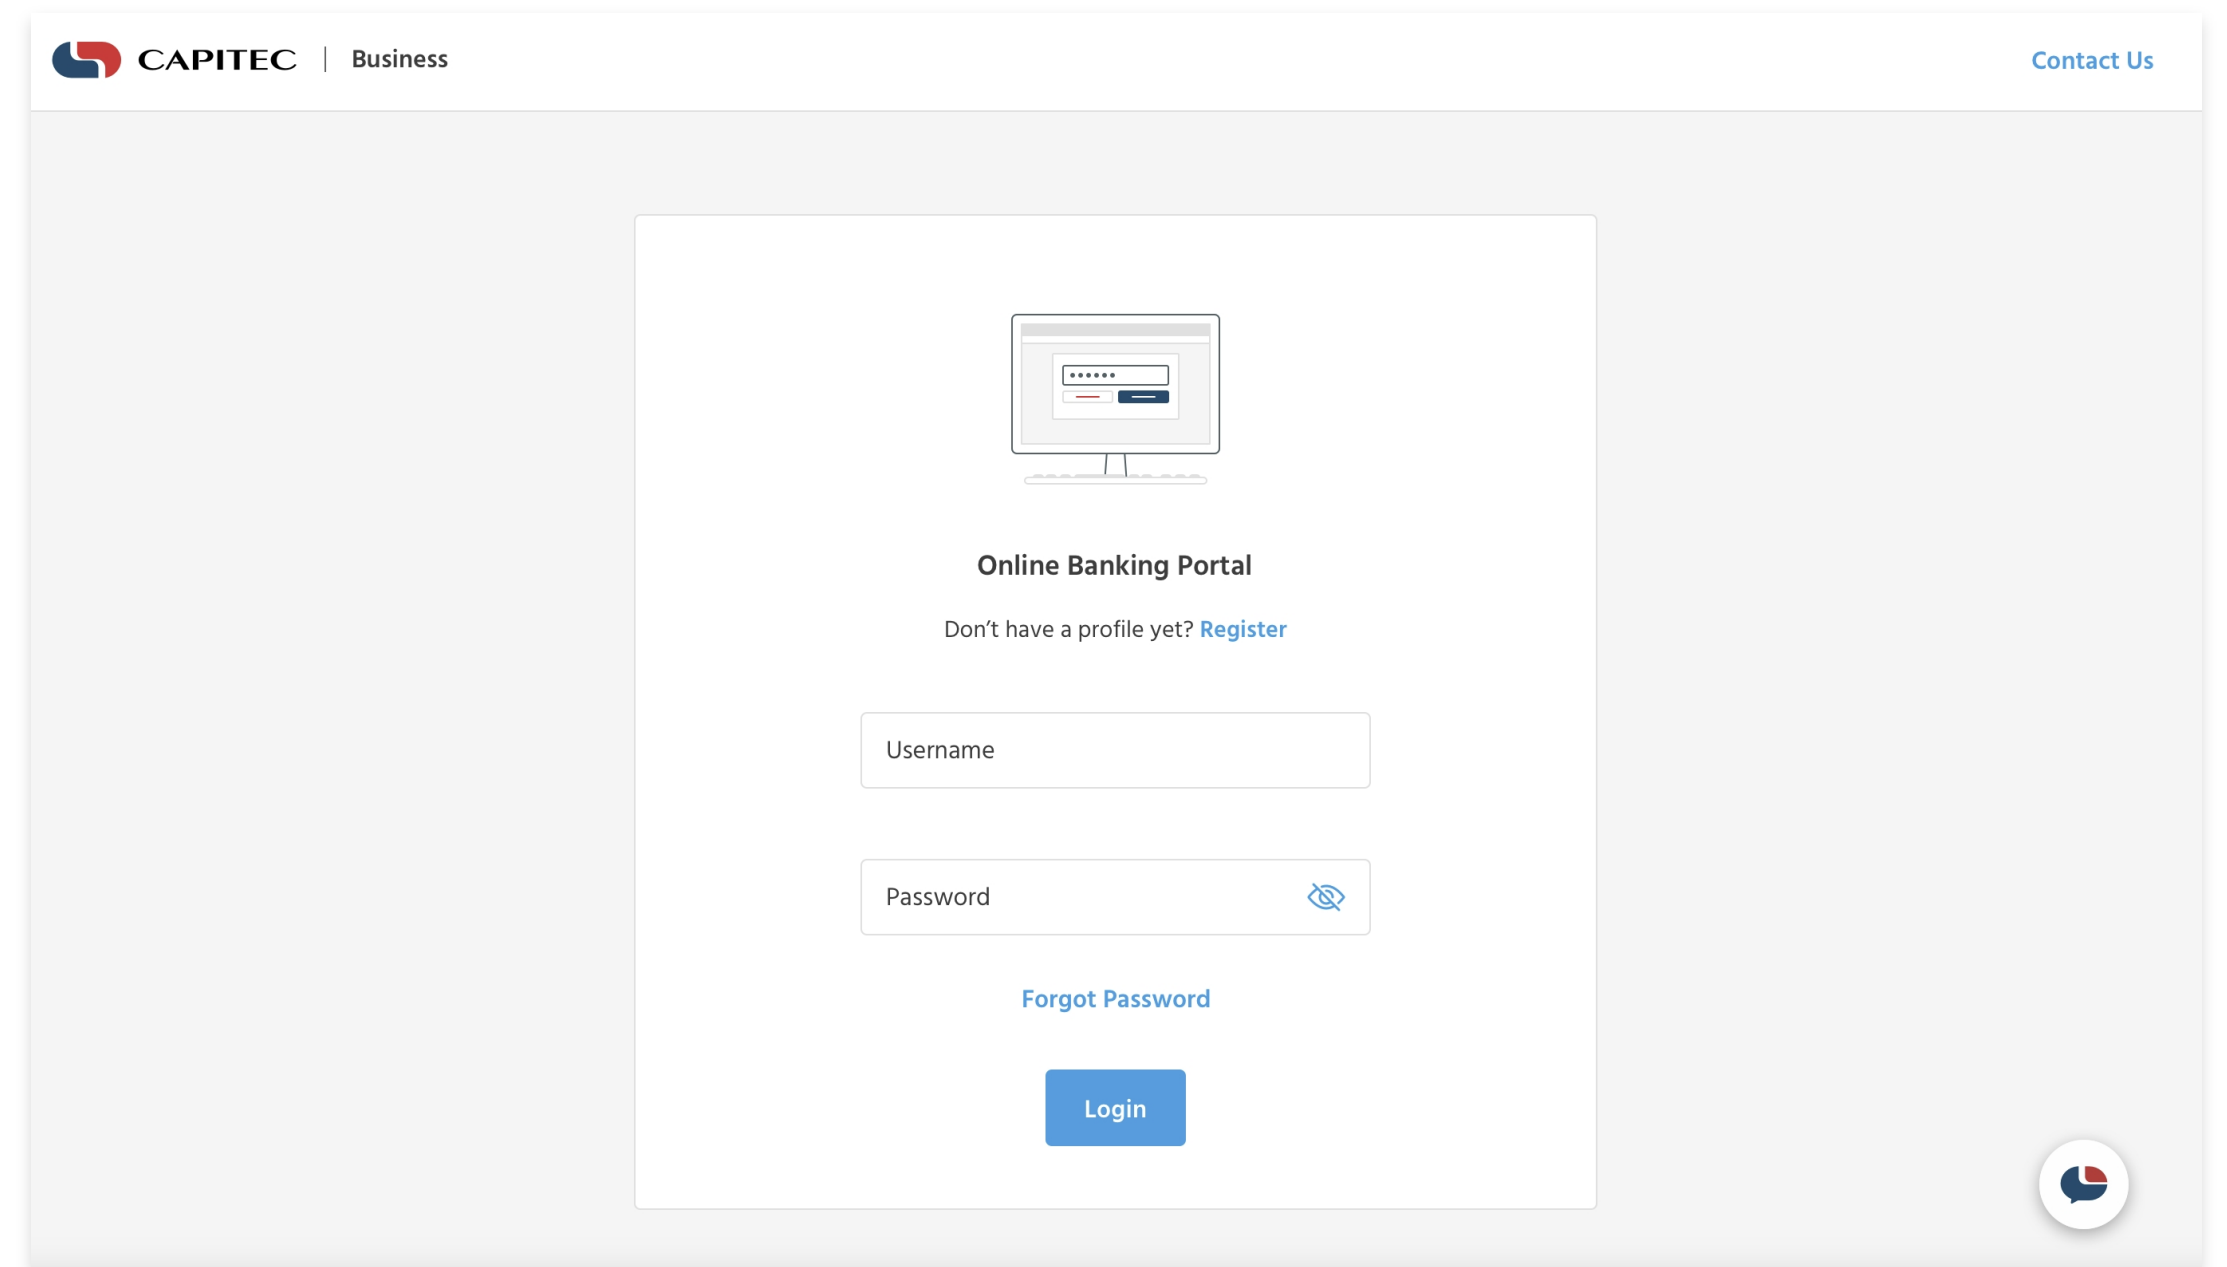 CAPITEC | Business
Contact Us
Online Banking Portal
Don’t have a profile yet? Register
Username
Password
Forgot Password
Login